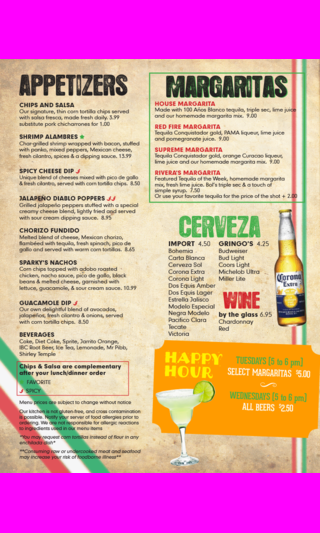 APPETIZERS
CHIPS AND SALSA
Our signature, thin corn tortilla chips served
with salsa fresca, made fresh daily. 3.99
substitute pork chicharrones for 1.00
SHRIMP ALAMBRES
Char-grilled shrimp wrapped with bacon, stuffed
with panko, mixed peppers, Mexican cheese,
fresh cilantro, spices & a dipping sauce. 13.99
SPICY CHEESE DIP
Unique blend of cheeses mixed with pico de gallo
& fresh cilantro, served with corn tortilla chips. 8.50
JALAPEÑO DIABLO POPPERS
Grilled jalapeño peppers stuffed with a special
creamy cheese blend, lightly fried and served
with sour cream dipping sauce. 8.95
CHORIZO FUNDIDO
Melted blend of cheese, Mexican chorizo,
flambéed with tequila, fresh spinach, pico de
gallo and served with warm corn tortillas. 8.65
SPARKY'S NACHOS
Corn chips topped with adobo roasted
chicken, nacho sauce, pico de gallo, black
beans & melted cheese, garnished with
lettuce, guacamole, & sour cream. 10.99
GUACAMOLE DIP
Our own delightful blend of avocados,
jalapeños, fresh cilantro & onions, served
with corn tortilla chips. 8.50
BEVERAGES
Coke, Diet Coke, Sprite, Jarrito Orange,
IBC Root Beer, Ice Tea, Lemonade, Mr Pibb,
Shirley Temple
Chips & Salsa are complementary
after your lunch/dinner order
FAVORITE
SPICY
Menu prices are subject to change without notice
Our kitchen is not gluten-free, and cross contamination
is possible. Notify your server of food allergies prior to
ordering. We are not responsible for allergic reactions
to ingredients used in our menu items
*You may request corn tortillas instead of flour in any
enchilada dish*
**Consuming raw or undercooked meat and seafood
may increase your risk of foodborne illness**
MARGARITAS
HOUSE MARGARITA
Made with 100 Años Blanco tequila, triple sec, lime juice
and our homemade margarita mix. 9.00
RED FIRE MARGARITA
Tequila Conquistador gold, PAMA liqueur, lime juice
and pomegranate juice. 9.00
SUPREME MARGARITA
Tequila Conquistador gold, orange Curacao liqueur,
lime juice and our homemade margarita mix. 9.00
RIVERA'S MARGARITA
Featured Tequila of the Week, homemade margarita
mix, fresh lime juice, Bol's triple sec & a touch of
simple syrup. 7.50
Or use your favorite tequila for the price of the shot + 2.00
CERVEZA
IMPORT 4.50
Bohemia
Carta Blanca
Cerveza Sol
Corona Extra
Corona Light
Dos Equis Amber
Dos Equis Lager
Estrella Jalisco
Modelo Especial
Negra Modelo
Pacifico Clara
Tecate
Victoria
GRINGO'S 4.25
Budweiser
Bud Light
Coors Light
Michelob Ultra
Miller Lite
WINE
by the glass 6.95
Chardonnay
Red
Corona
Extra
HAPPY
HOUR
TUESDAYS (3 to 6 pm)
SELECT MARGARITAS $5.00
WEDNESDAYS (3 to 6 pm)
ALL BEERS $2.50